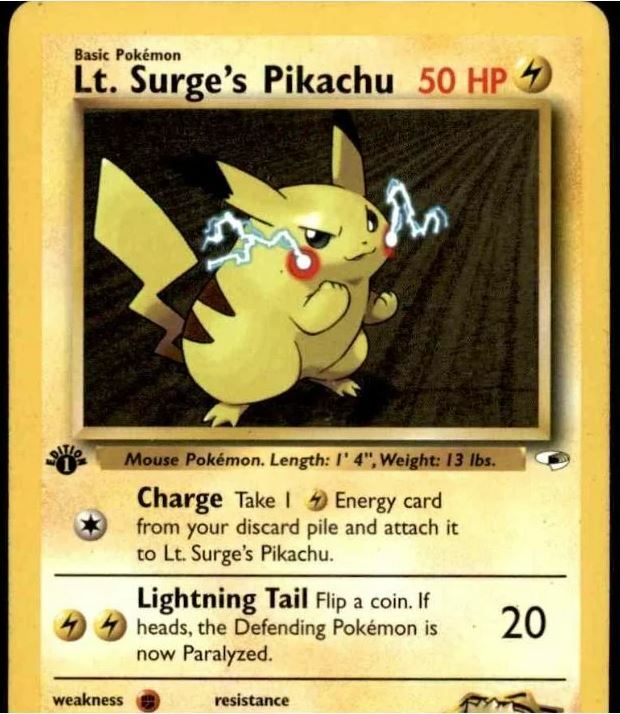 Basic Pokémon
Lt. Surge's Pikachu 50 HP
EDITION
1
Mouse Pokémon. Length: 1' 4", Weight: 13 lbs.
Charge Take 1 Energy card
from your discard pile and attach it
to Lt. Surge's Pikachu.
Lightning Tail Flip a coin. If
heads, the Defending Pokémon is
now Paralyzed.
20
weakness resistance